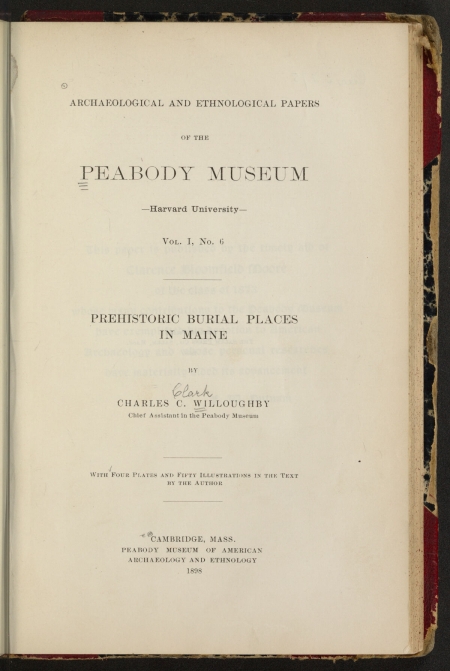 ARCHAEOLOGICAL AND ETHNOLOGICAL PAPERS
OF THE
PEABODY MUSEUM
—Harvard University—
VOL. I, NO. 6
PREHISTORIC BURIAL PLACES
IN MAINE
BY
Clark
CHARLES C. WILLOUGHBY
Chief Assistant in the Peabody Museum
WITH FOUR PLATES AND FIFTY ILLUSTRATIONS IN THE TEXT
BY THE AUTHOR
CAMBRIDGE, MASS.
PEABODY MUSEUM OF AMERICAN
ARCHAEOLOGY AND ETHNOLOGY
1898